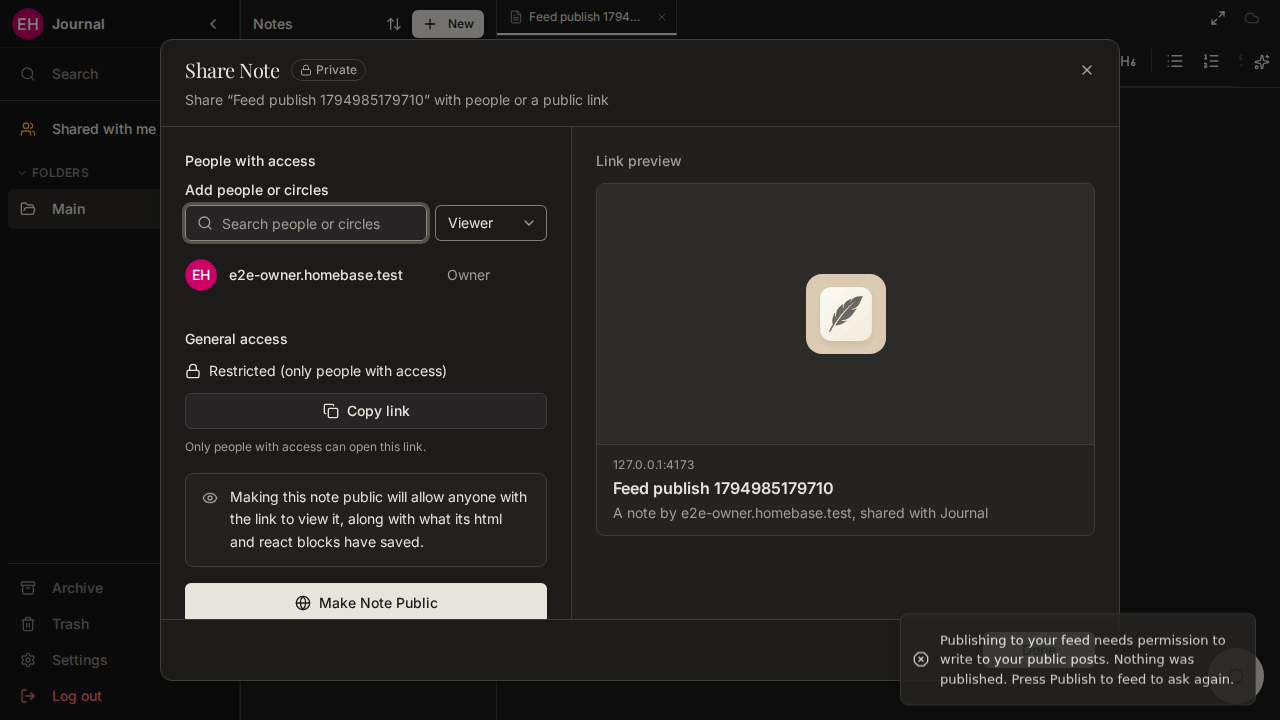 EH Journal
Notes
New
Feed publish 1794...
Search
H6
Shared with me
FOLDERS
Main
Archive
Trash
Settings
Log out
Share Note
Private
Share “Feed publish 1794985179710” with people or a public link
People with access
Add people or circles
Search people or circles
Viewer
EH e2e-owner.homebase.test
Owner
General access
Restricted (only people with access)
Copy link
Only people with access can open this link.
Making this note public will allow anyone with
the link to view it, along with what its html
and react blocks have saved.
Make Note Public
Link preview
127.0.0.1:4173
Feed publish 1794985179710
A note by e2e-owner.homebase.test, shared with Journal
Publishing to your feed needs permission to
write to your public posts. Nothing was
published. Press Publish to feed to ask again.